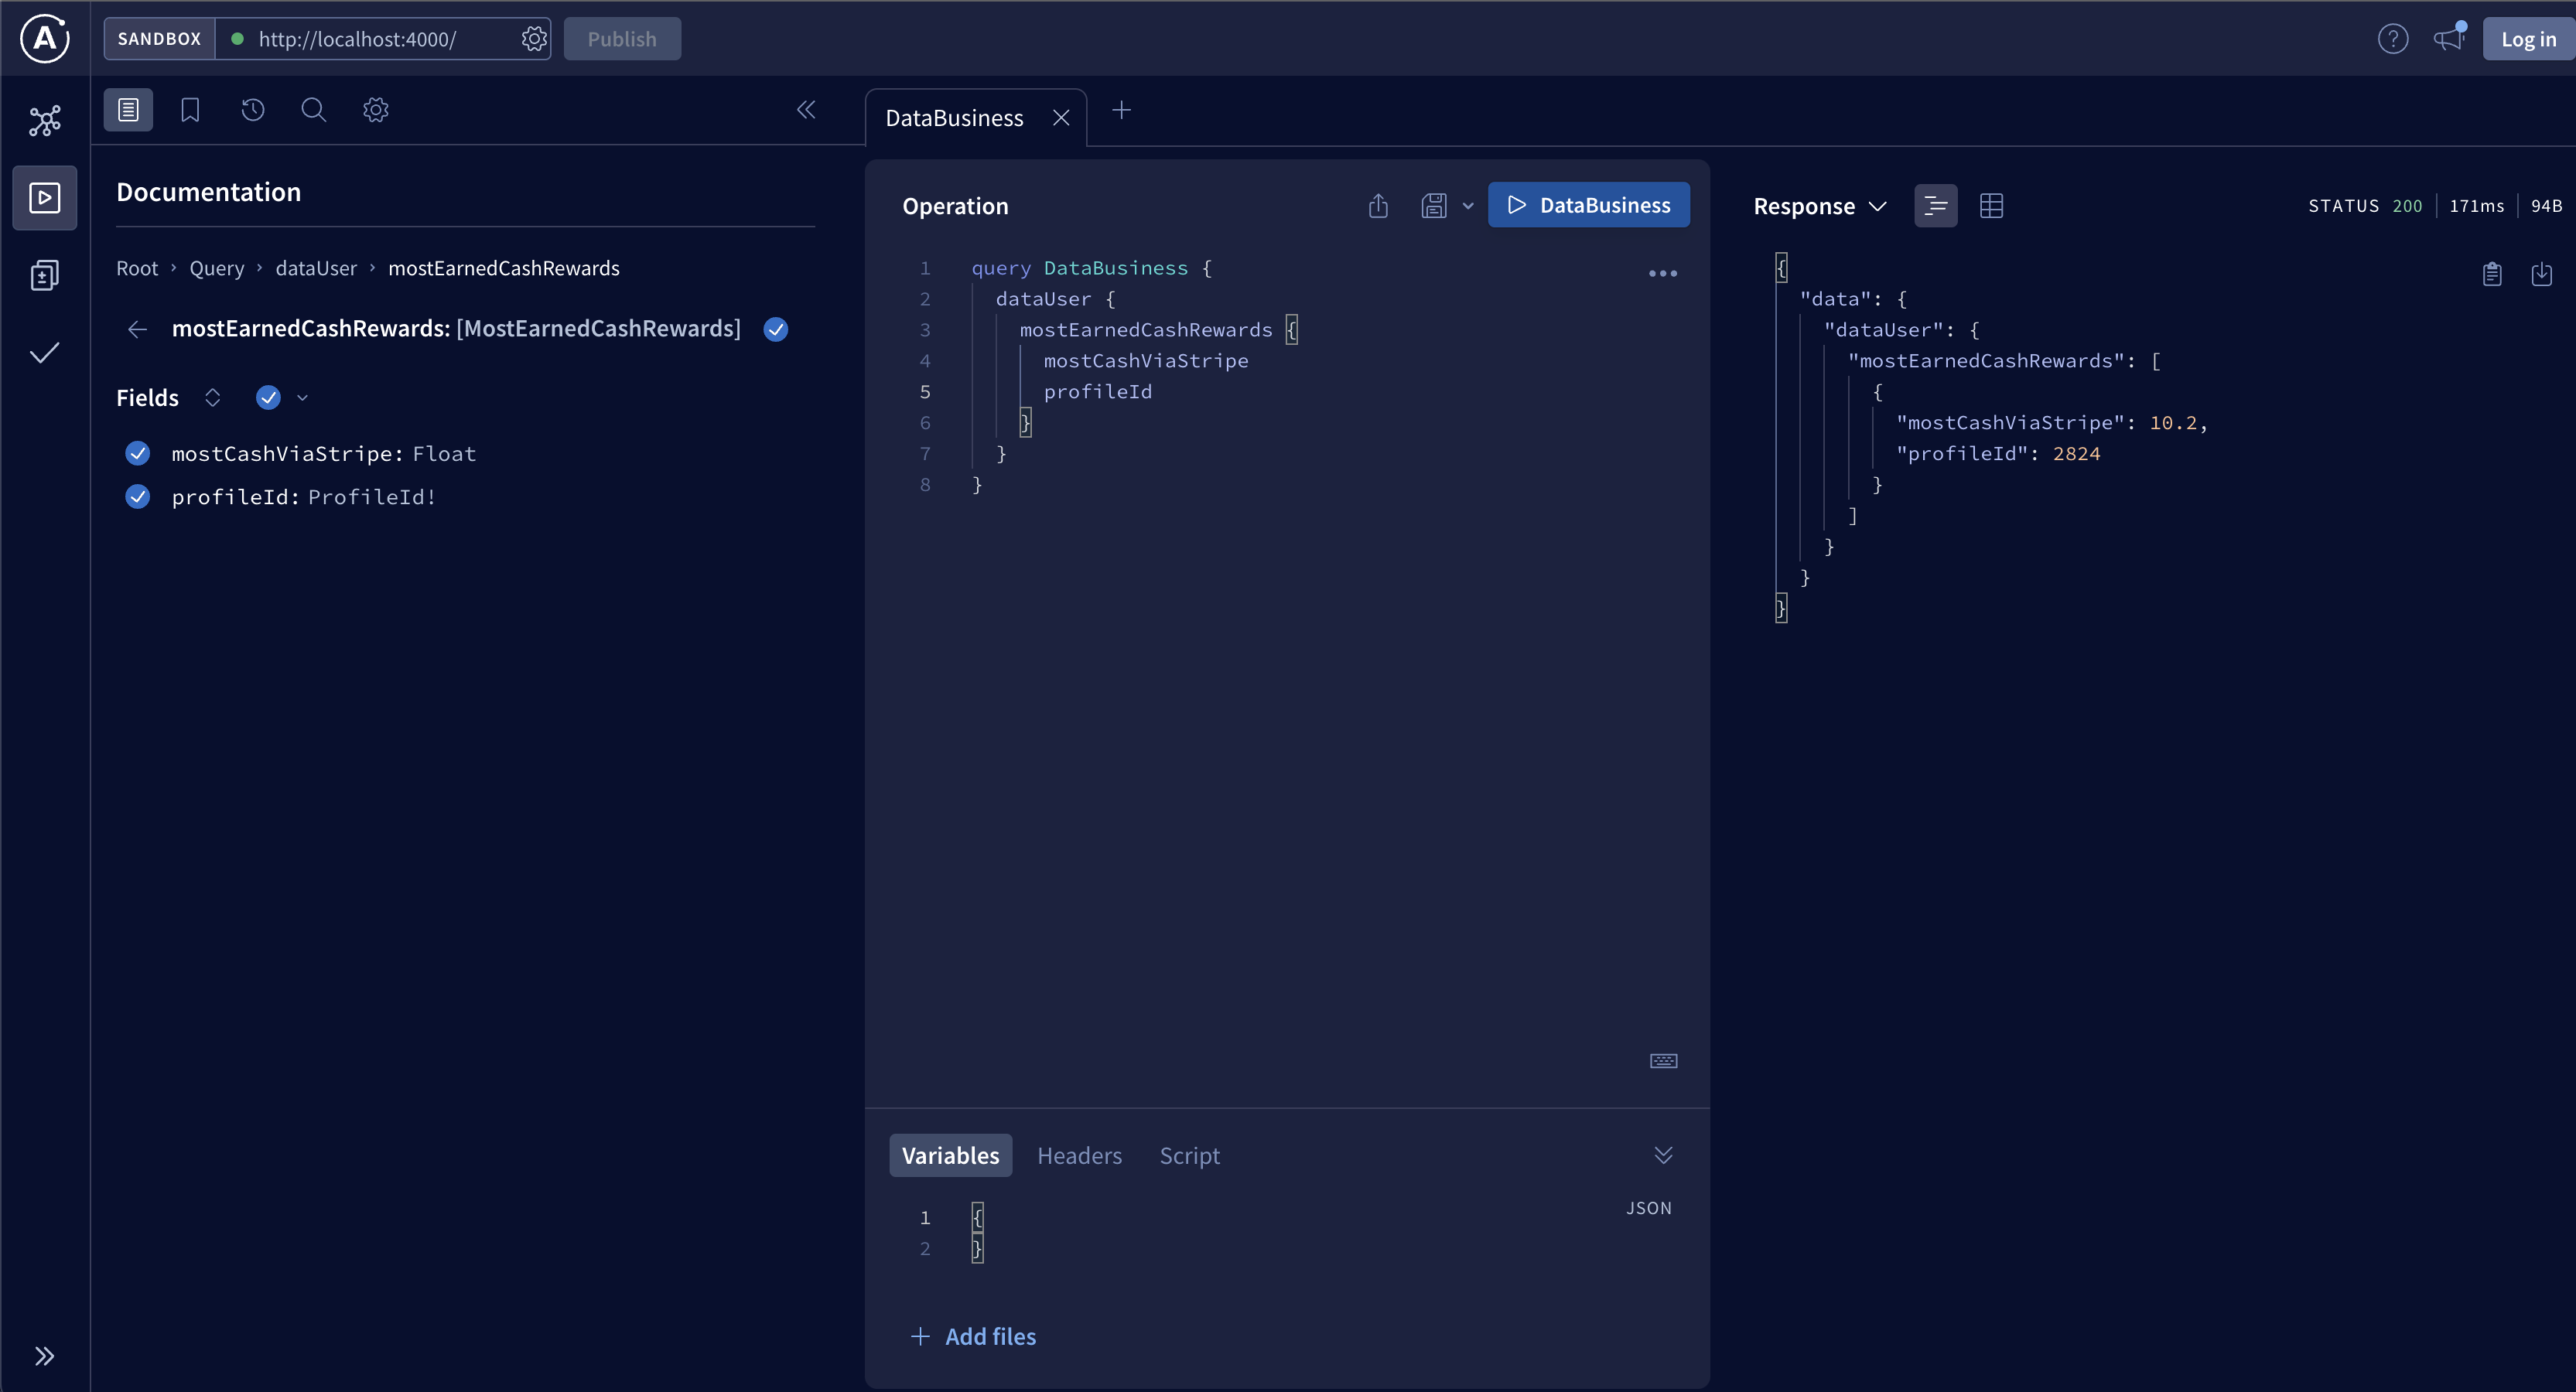 SANDBOX http://localhost:4000/ Publish ? Log in
DataBusiness
Documentation
Root › Query › dataUser › mostEarnedCashRewards
mostEarnedCashRewards: [MostEarnedCashRewards]
Fields
mostCashViaStripe: Float
profileId: ProfileId!
Operation
DataBusiness
1 query DataBusiness {
2 dataUser {
3 mostEarnedCashRewards {
4 mostCashViaStripe
5 profileId
6 }
7 }
8 }
Variables Headers Script
JSON
1 {
2 }
+ Add files
Response
STATUS 200 171ms 94B
{
"data": {
"dataUser": {
"mostEarnedCashRewards": [
{
"mostCashViaStripe": 10.2,
"profileId": 2824
}
]
}
}
}